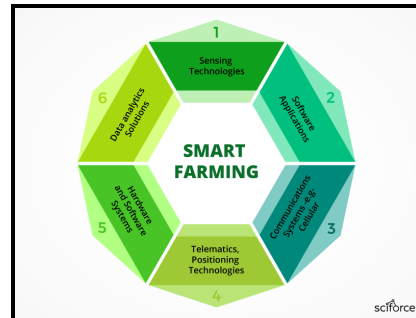 1
Sensing
Technologies
2
Software
Applications
3
Communications
Systems -e.g-
Cellular
4
Telematics,
Positioning
Technologies
5
Hardware
and Software
Systems
6
Data analytics
Solutions
SMART
FARMING
sciforce